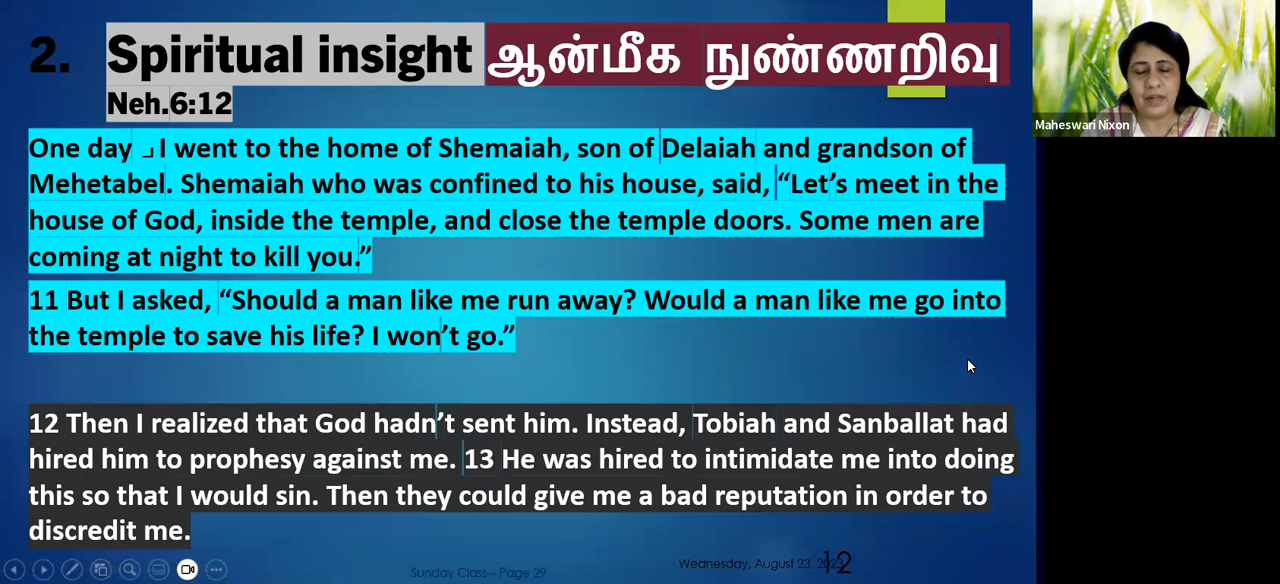 2. Spiritual insight ஆன்மீக நுண்ணறிவு
Neh.6:12
Maheswari Nixon
One day ⌟I went to the home of Shemaiah, son of Delaiah and grandson of
Mehetabel. Shemaiah who was confined to his house, said, “Let’s meet in the
house of God, inside the temple, and close the temple doors. Some men are
coming at night to kill you.”
11 But I asked, “Should a man like me run away? Would a man like me go into
the temple to save his life? I won’t go.”
12 Then I realized that God hadn’t sent him. Instead, Tobiah and Sanballat had
hired him to prophesy against me. 13 He was hired to intimidate me into doing
this so that I would sin. Then they could give me a bad reputation in order to
discredit me.
Sunday Class – Page 29
Wednesday, August 23, 12